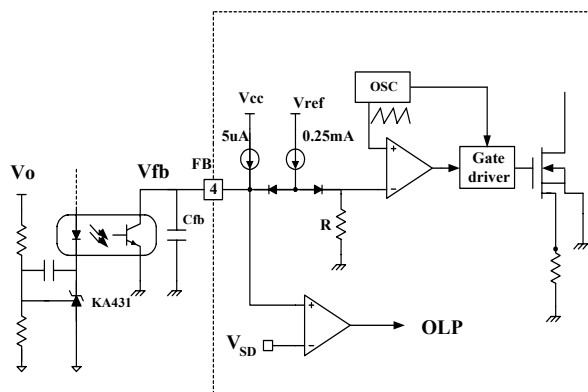 OSC
Vcc
Vref
5uA
0.25mA
Vo
Vfb
FB
4
+
−
Gate
driver
Cfb
R
KA431
+
−
VSD
OLP